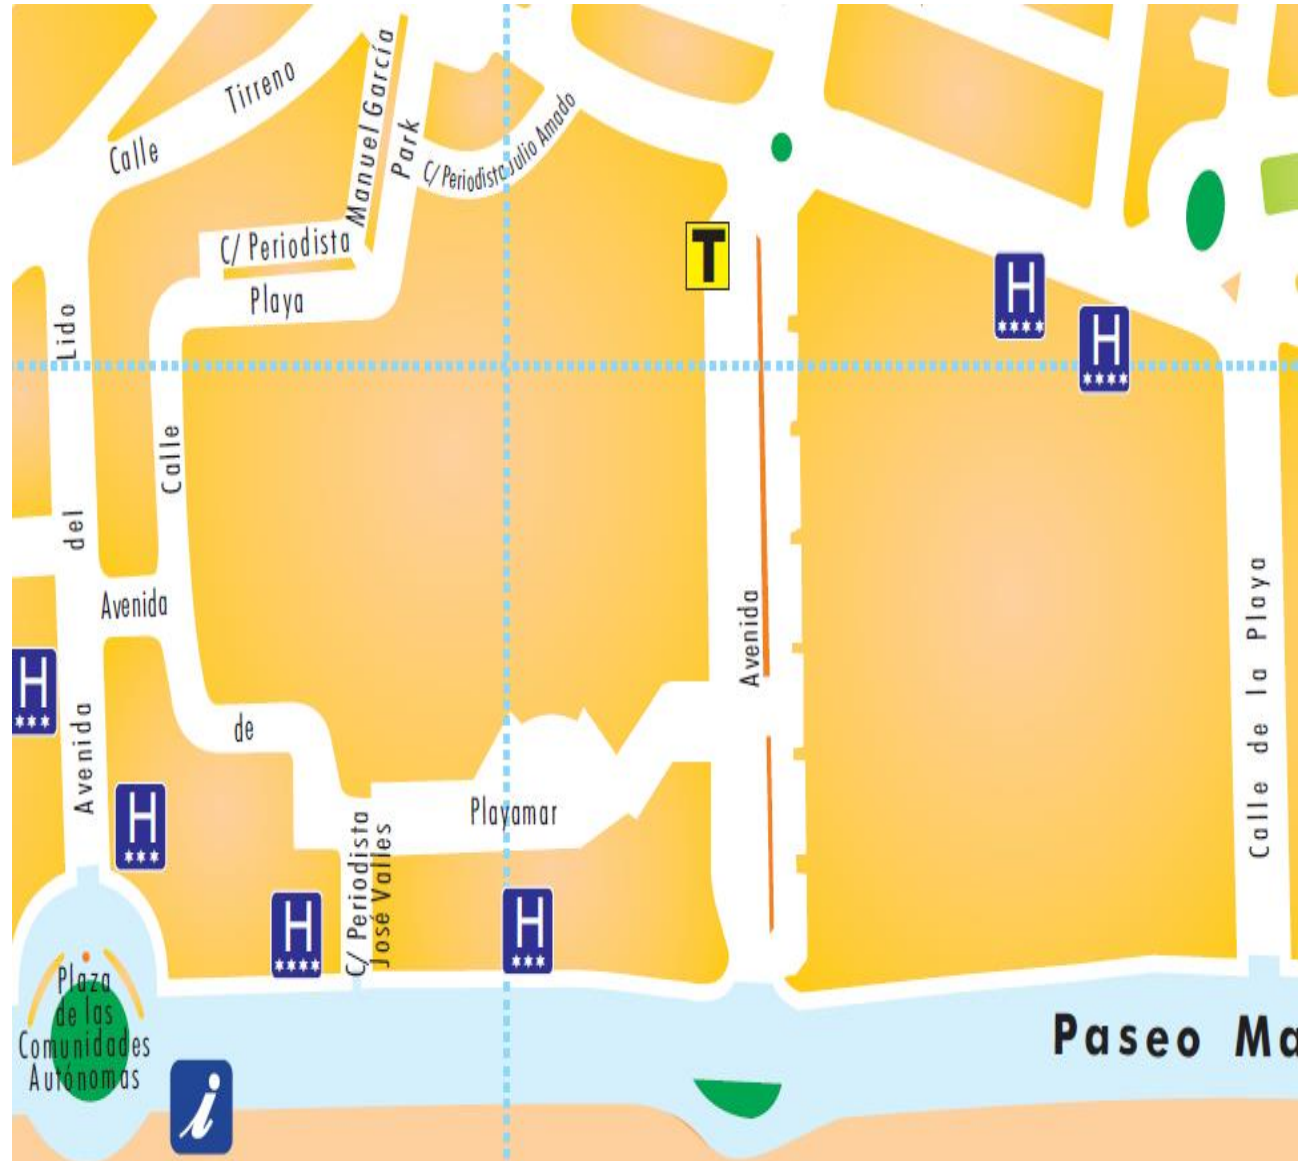 Calle Tirreno
Manuel García
Park
C/ Periodista Julio Amado
C/ Periodista
Playa
T
H
****
H
****
Lido
Calle
del
Avenida
Avenida
H
***
Avenida
de
Calle de la Playa
H
***
Playamar
C/ Periodista
José Valles
H
****
H
***
Plaza
de las
Comunidades
Autónomas
Paseo Ma
i